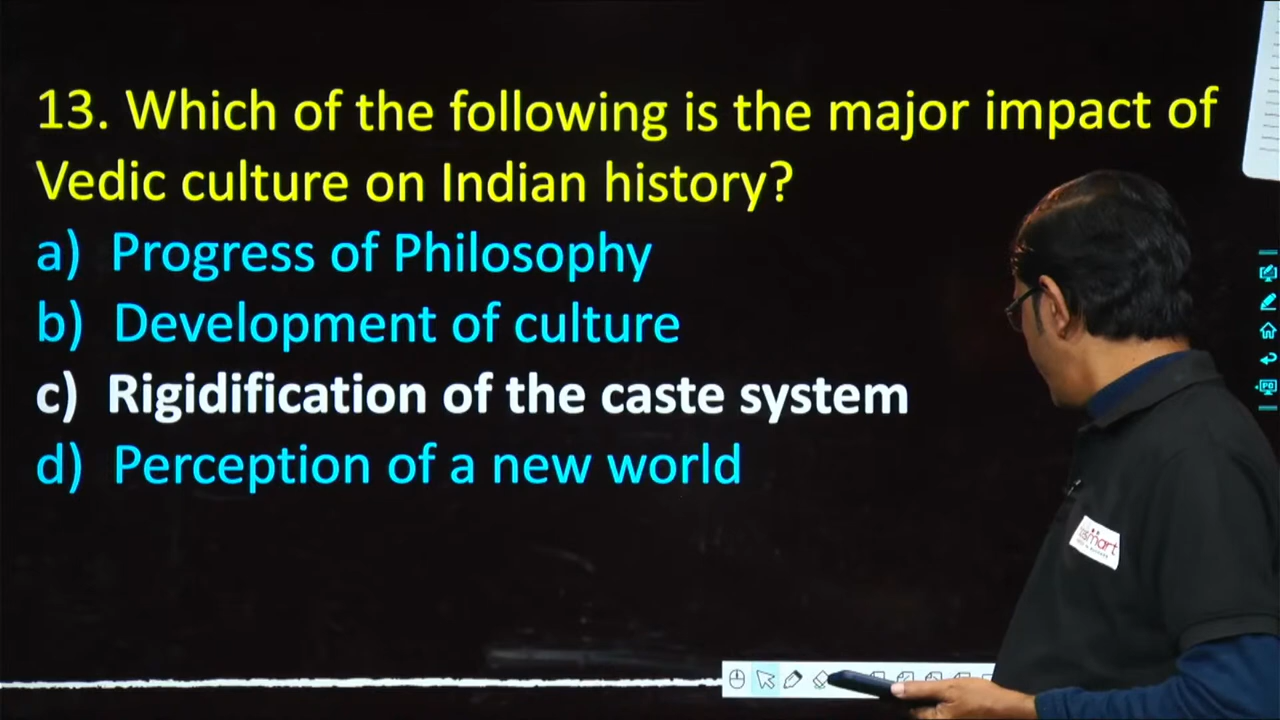 13. Which of the following is the major impact of
Vedic culture on Indian history?
a) Progress of Philosophy
b) Development of culture
c) Rigidification of the caste system
d) Perception of a new world